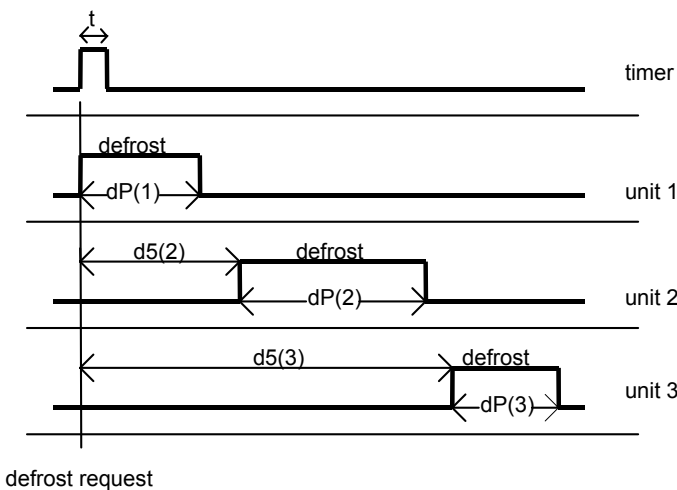 t
timer
defrost
dP(1)
unit 1
d5(2)
defrost
dP(2)
unit 2
d5(3)
defrost
dP(3)
unit 3
defrost request